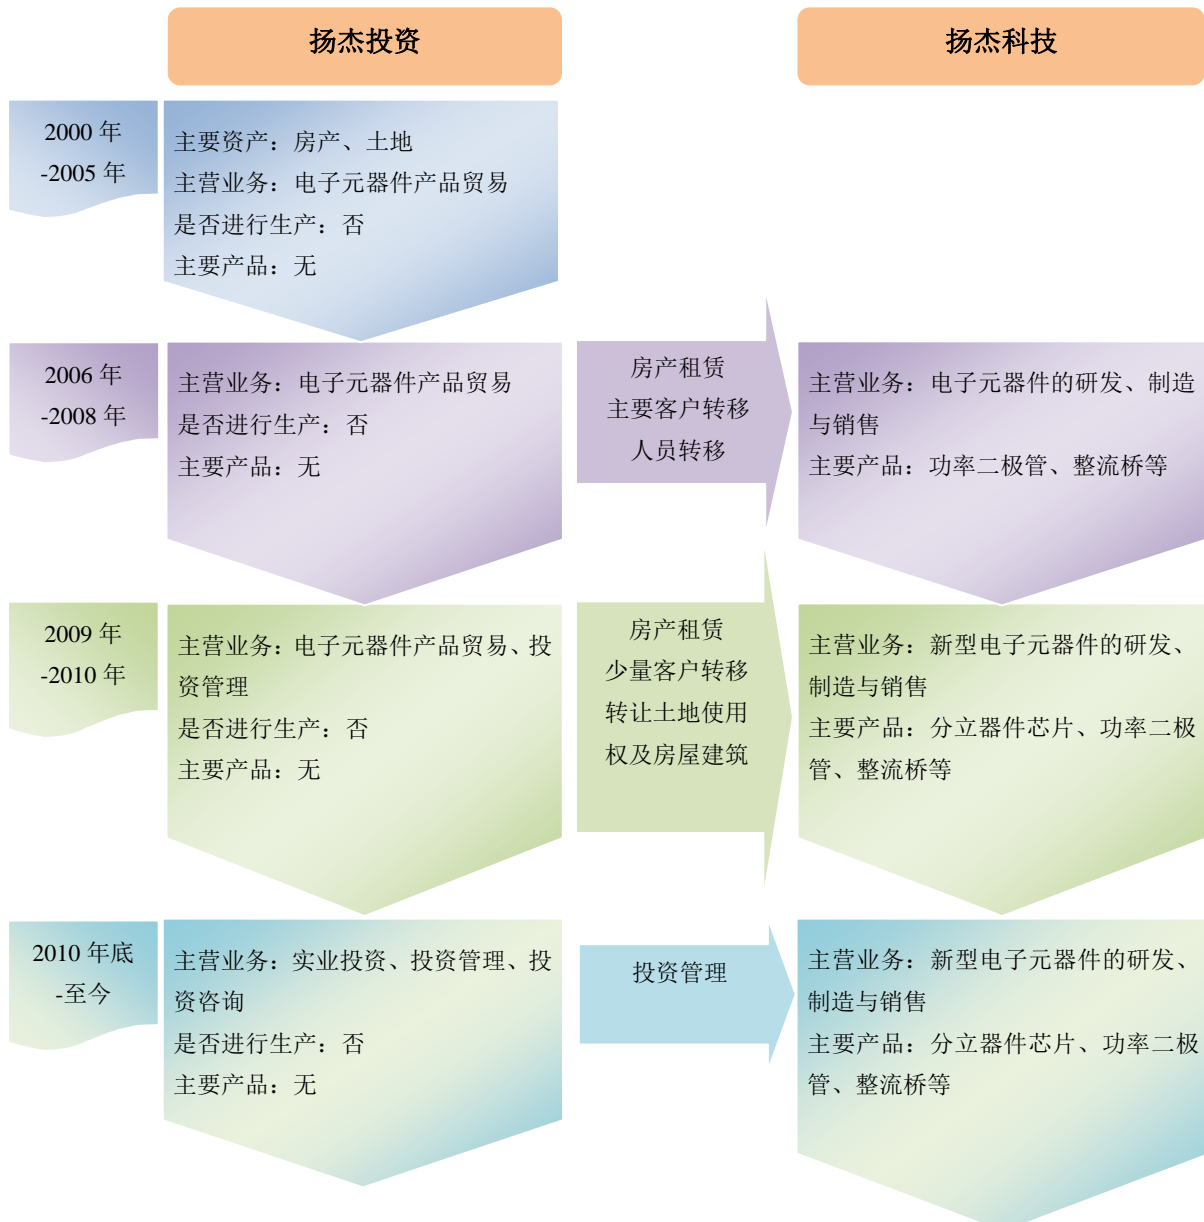 扬杰投资
扬杰科技
2000 年
-2005 年
主要资产：房产、土地
主营业务：电子元器件产品贸易
是否进行生产：否
主要产品：无
2006 年
-2008 年
主营业务：电子元器件产品贸易
是否进行生产：否
主要产品：无
房产租赁
主要客户转移
人员转移
主营业务：电子元器件的研发、制造
与销售
主要产品：功率二极管、整流桥等
2009 年
-2010 年
主营业务：电子元器件产品贸易、投
资管理
是否进行生产：否
主要产品：无
房产租赁
少量客户转移
转让土地使用
权及房屋建筑
主营业务：新型电子元器件的研发、
制造与销售
主要产品：分立器件芯片、功率二极
管、整流桥等
2010 年底
-至今
主营业务：实业投资、投资管理、投
资咨询
是否进行生产：否
主要产品：无
投资管理
主营业务：新型电子元器件的研发、
制造与销售
主要产品：分立器件芯片、功率二极
管、整流桥等